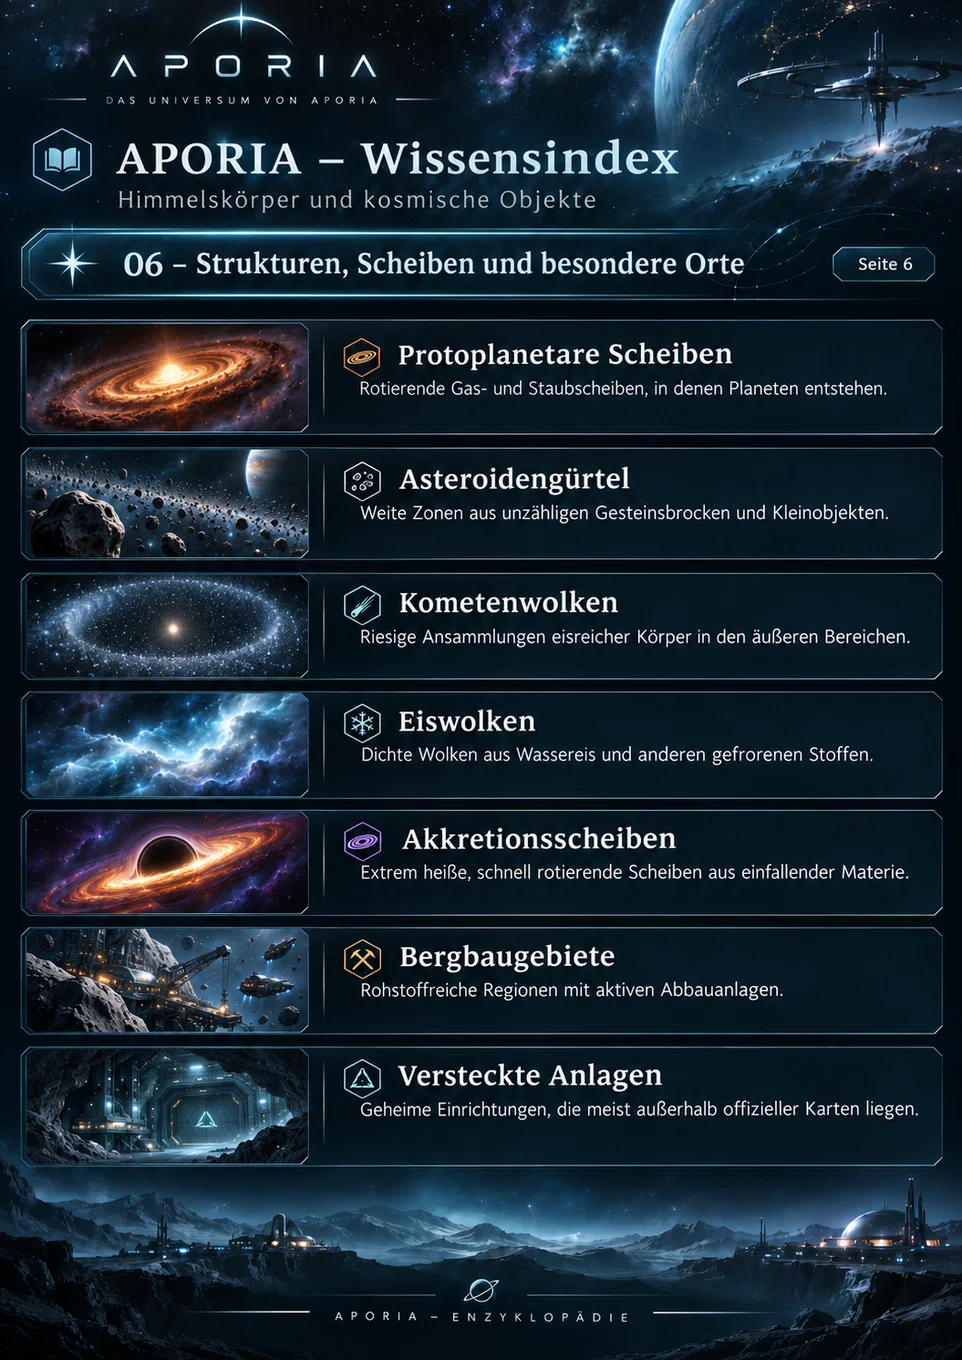 APORIA
DAS UNIVERSUM VON APORIA
APORIA – Wissensindex
Himmelskörper und kosmische Objekte
06 – Strukturen, Scheiben und besondere Orte
Seite 6
Protoplanetare Scheiben
Rotierende Gas- und Staubscheiben, in denen Planeten entstehen.
Asteroidengürtel
Weite Zonen aus unzähligen Gesteinsbrocken und Kleinobjekten.
Kometenwolken
Riesige Ansammlungen eisreicher Körper in den äußeren Bereichen.
Eiswolken
Dichte Wolken aus Wassereis und anderen gefrorenen Stoffen.
Akkretionsscheiben
Extrem heiße, schnell rotierende Scheiben aus einfallender Materie.
Bergbaugebiete
Rohstoffreiche Regionen mit aktiven Abbauanlagen.
Versteckte Anlagen
Geheime Einrichtungen, die meist außerhalb offizieller Karten liegen.
APORIA – ENZYKLOPÄDIE